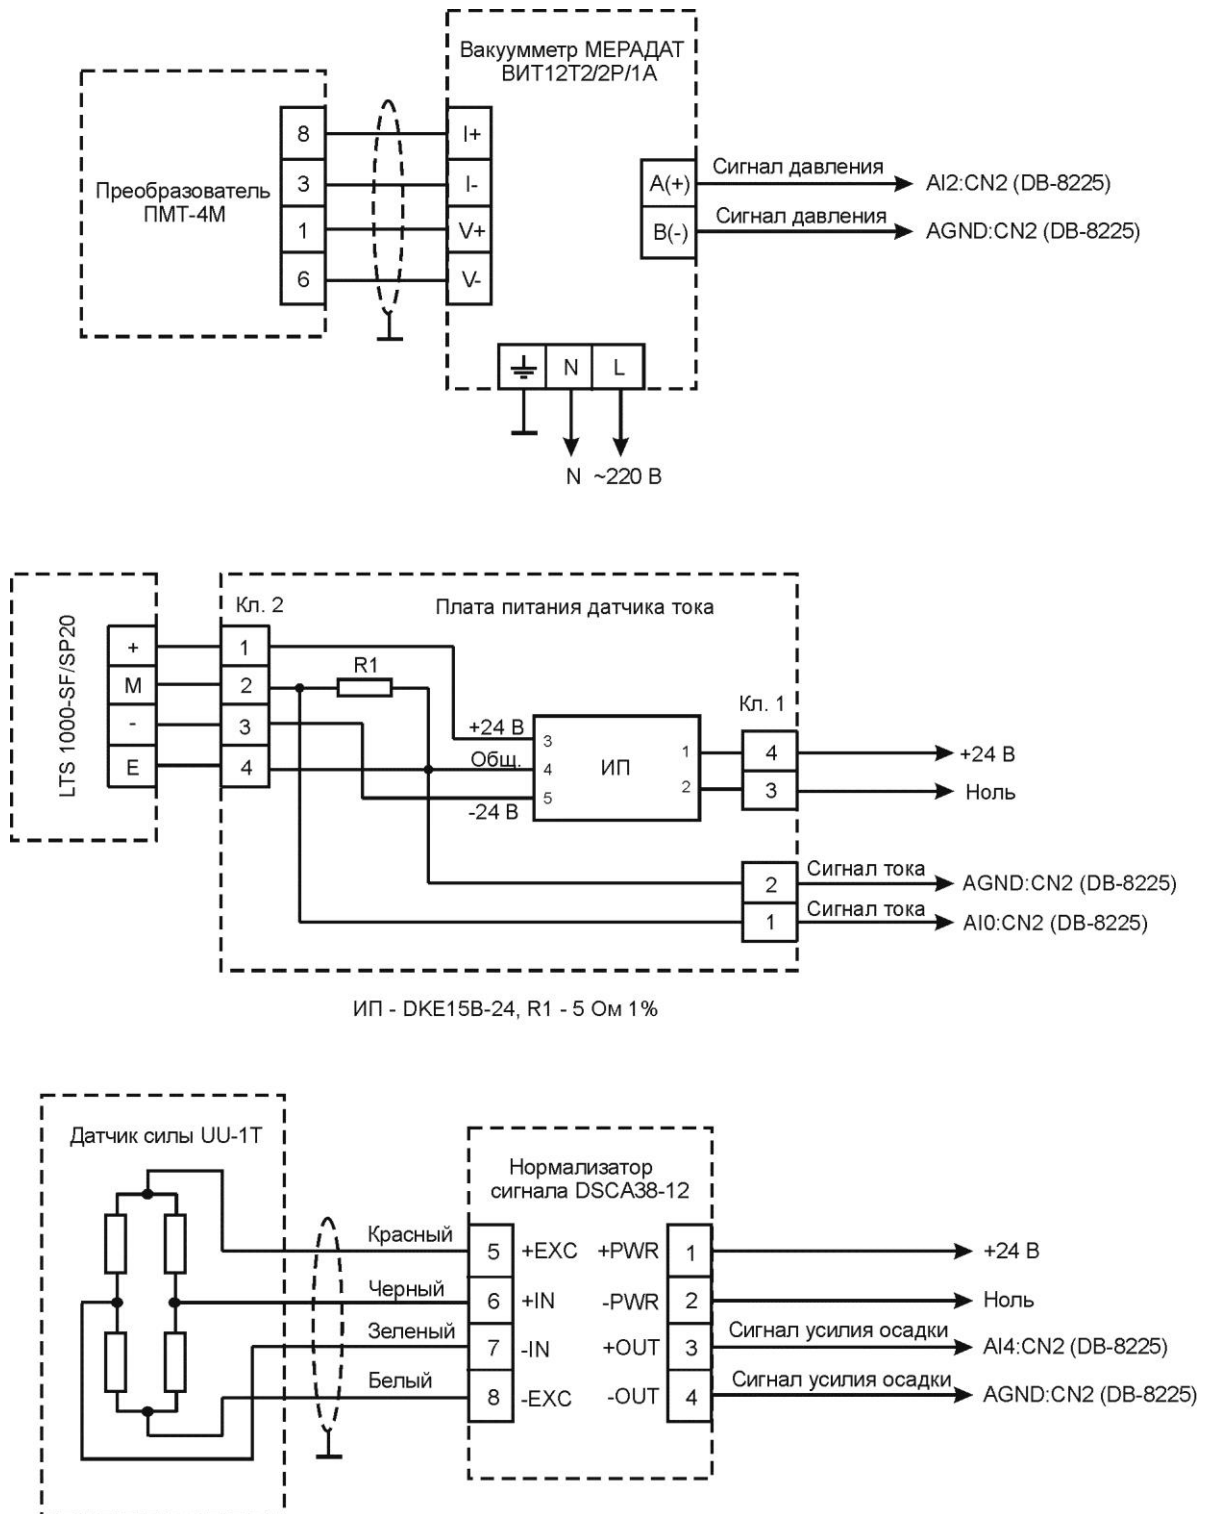 Вакуумметр МЕРАДАТ
ВИТ12Т2/2Р/1А
Преобразователь
ПМТ-4М
8
3
1
6
I+
I-
V+
V-
A(+)
B(-)
Сигнал давления
AI2:CN2 (DB-8225)
Сигнал давления
AGND:CN2 (DB-8225)
N
L
N ~220 В
LTS 1000-SF/SP20
+
M
-
E
Кл. 2
1
2
3
4
Плата питания датчика тока
R1
+24 В
Общ.
-24 В
3
4
5
ИП
1
2
Кл. 1
4
3
+24 В
Ноль
2
1
Сигнал тока
AGND:CN2 (DB-8225)
Сигнал тока
AI0:CN2 (DB-8225)
ИП - DKE15B-24, R1 - 5 Ом 1%
Датчик силы UU-1T
Красный
Черный
Зеленый
Белый
Нормализатор
сигнала DSCA38-12
5 +EXC +PWR 1
6 +IN -PWR 2
7 -IN +OUT 3
8 -EXC -OUT 4
+24 В
Ноль
Сигнал усилия осадки
AI4:CN2 (DB-8225)
Сигнал усилия осадки
AGND:CN2 (DB-8225)